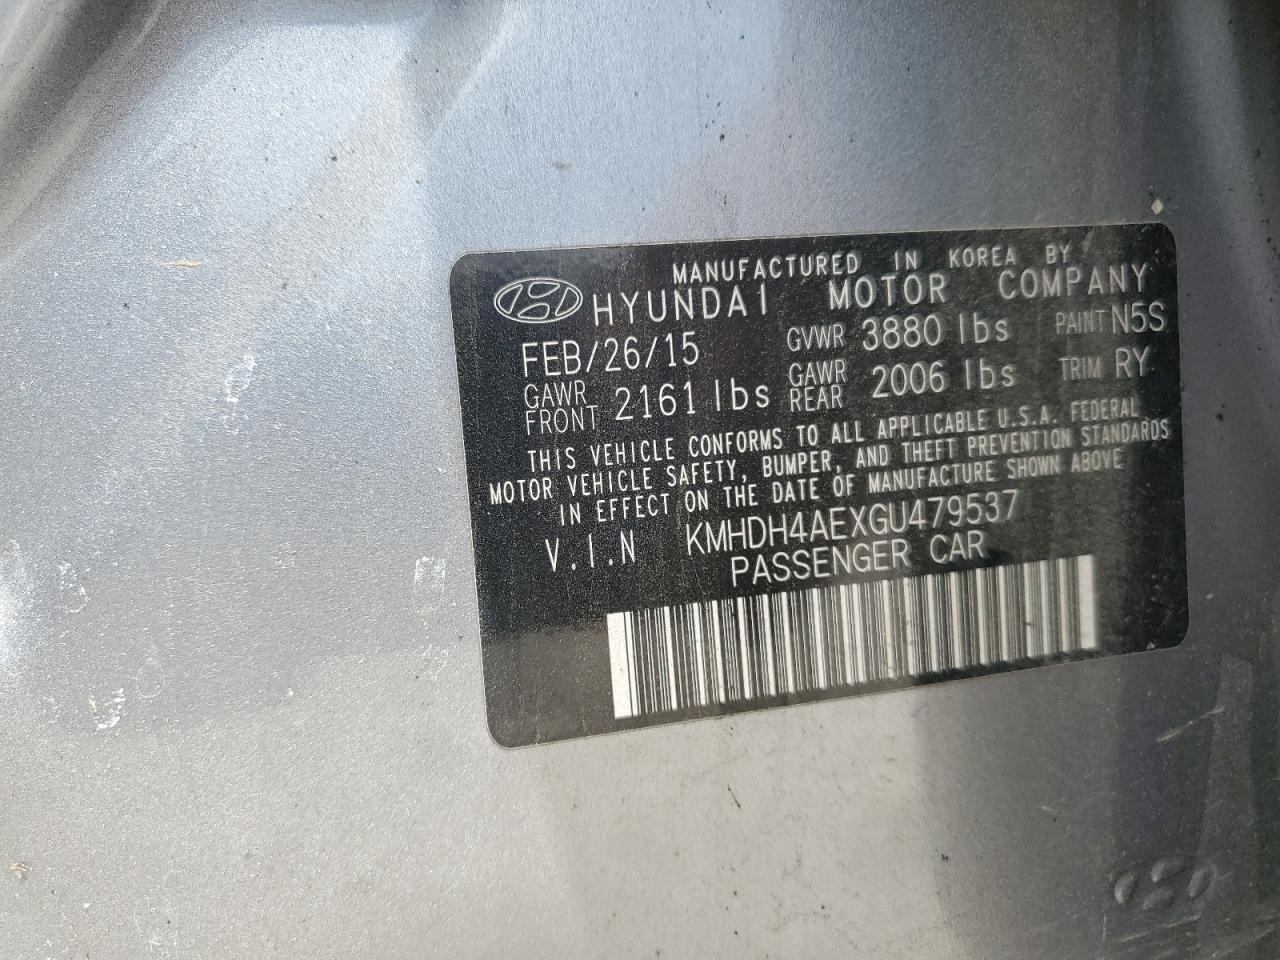 MANUFACTURED IN KOREA BY
HYUNDAI MOTOR COMPANY
FEB/26/15 GVWR 3880 lbs PAINT N5S
GAWR FRONT 2161 lbs GAWR REAR 2006 lbs TRIM RY
THIS VEHICLE CONFORMS TO ALL APPLICABLE U.S.A. FEDERAL
MOTOR VEHICLE SAFETY, BUMPER, AND THEFT PREVENTION STANDARDS
IN EFFECT ON THE DATE OF MANUFACTURE SHOWN ABOVE
V.I.N KMHDH4AEXGU479537
PASSENGER CAR